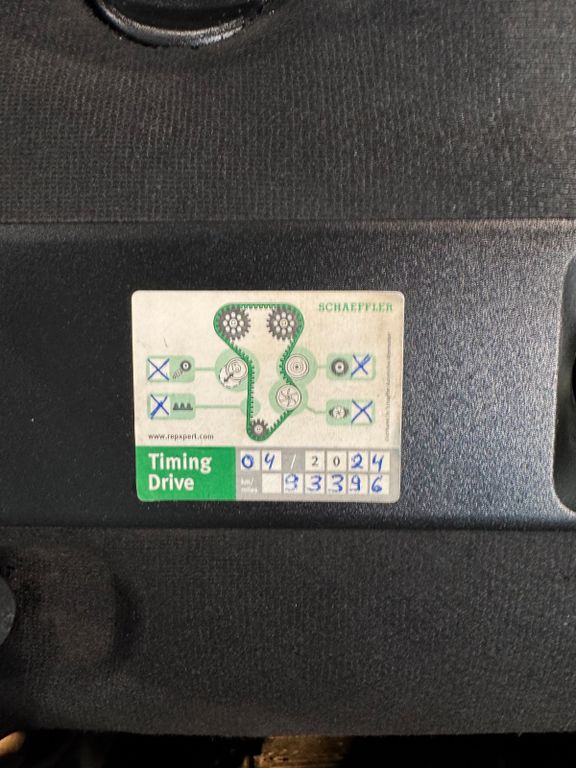 SCHAEFFLER
www.repxpert.com
Timing Drive
04 / 2024
km/miles 93396